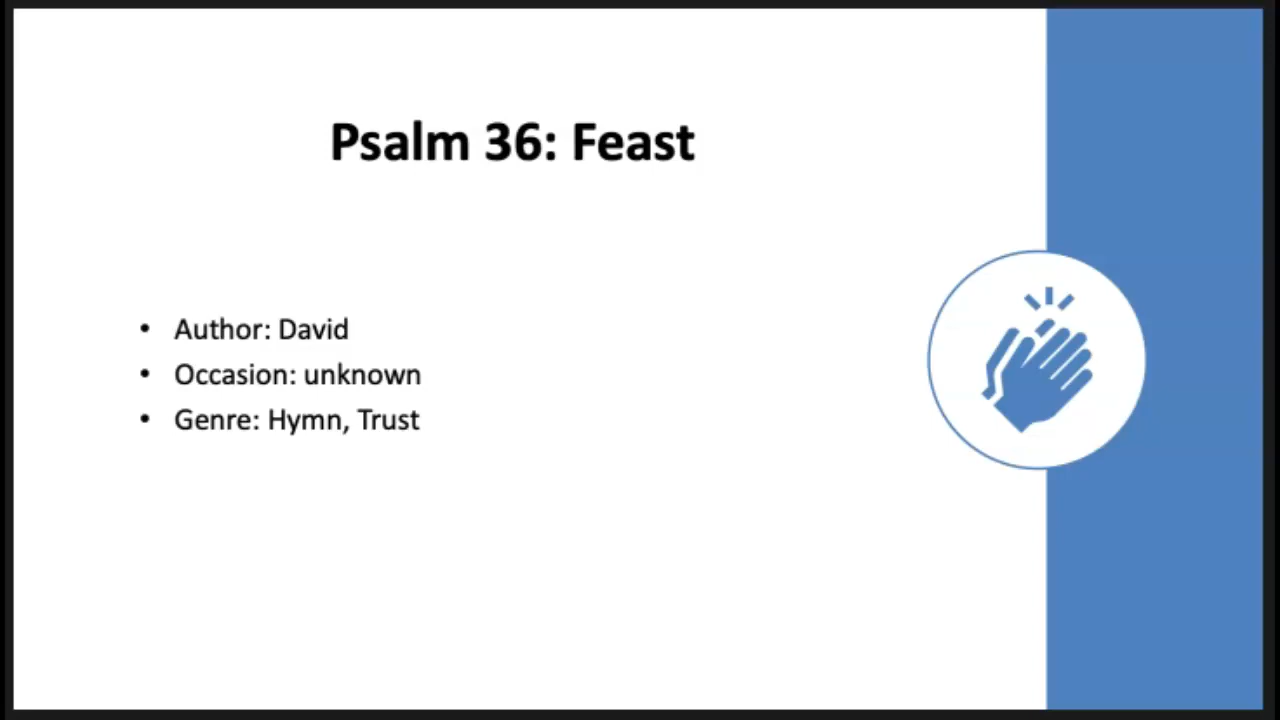 Psalm 36: Feast
• Author: David
• Occasion: unknown
• Genre: Hymn, Trust